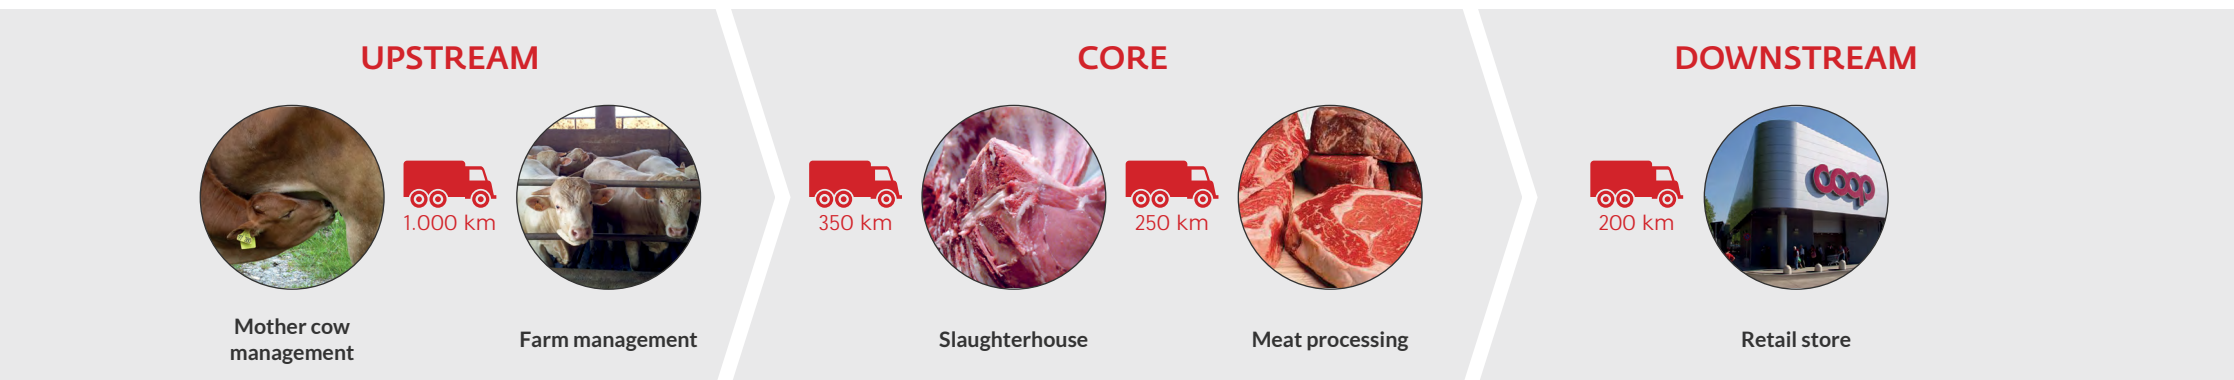 UPSTREAM
CORE
DOWNSTREAM
1.000 km
350 km
250 km
200 km
coop
Mother cow
management
Farm management
Slaughterhouse
Meat processing
Retail store